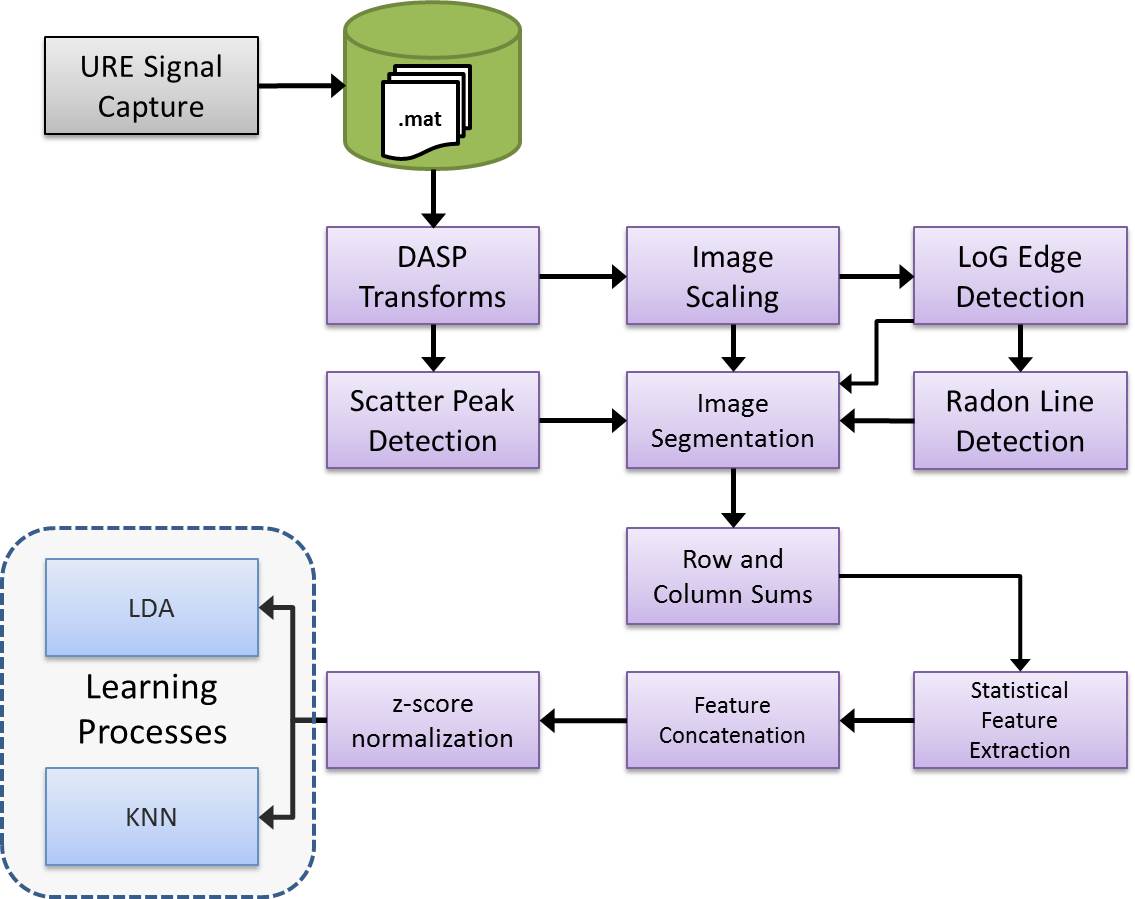 URE Signal
Capture
.mat
DASP
Transforms
Image
Scaling
LoG Edge
Detection
Scatter Peak
Detection
Image
Segmentation
Radon Line
Detection
Row and
Column Sums
LDA
Learning
Processes
KNN
z-score
normalization
Feature
Concatenation
Statistical
Feature
Extraction